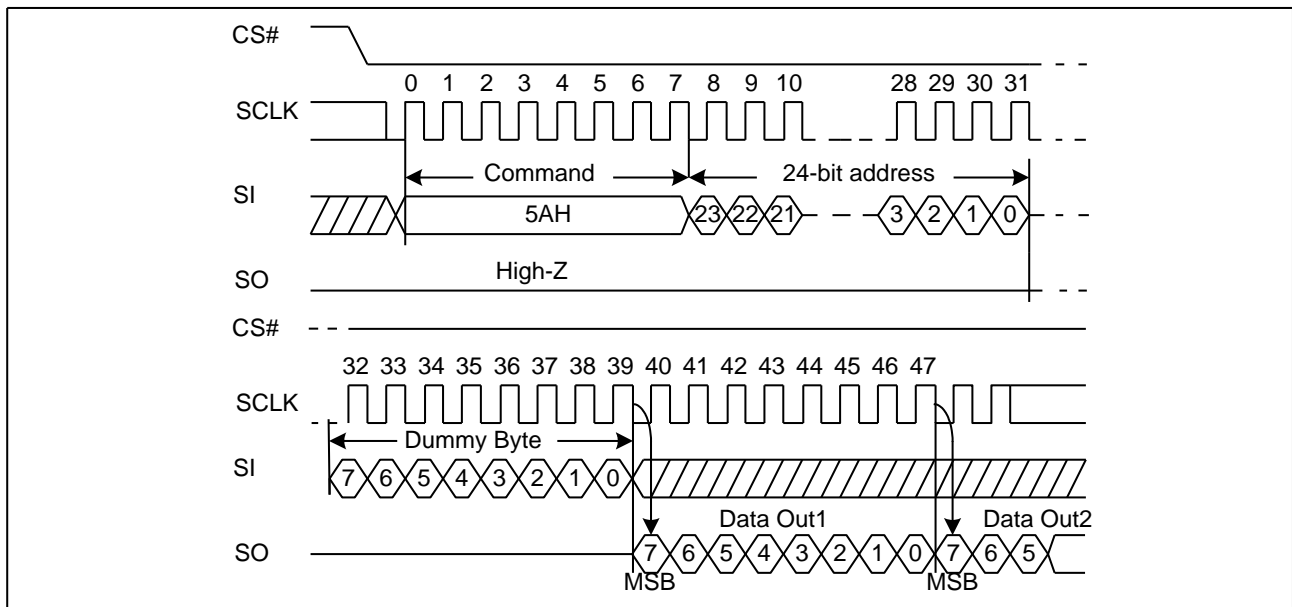 CS#
0 1 2 3 4 5 6 7 8 9 10 28 29 30 31
SCLK
Command 24-bit address
SI
5AH 23 22 21 3 2 1 0
High-Z
SO
CS#
32 33 34 35 36 37 38 39 40 41 42 43 44 45 46 47
SCLK
Dummy Byte
SI
7 6 5 4 3 2 1 0
Data Out1 Data Out2
SO
7 6 5 4 3 2 1 0 7 6 5
MSB MSB